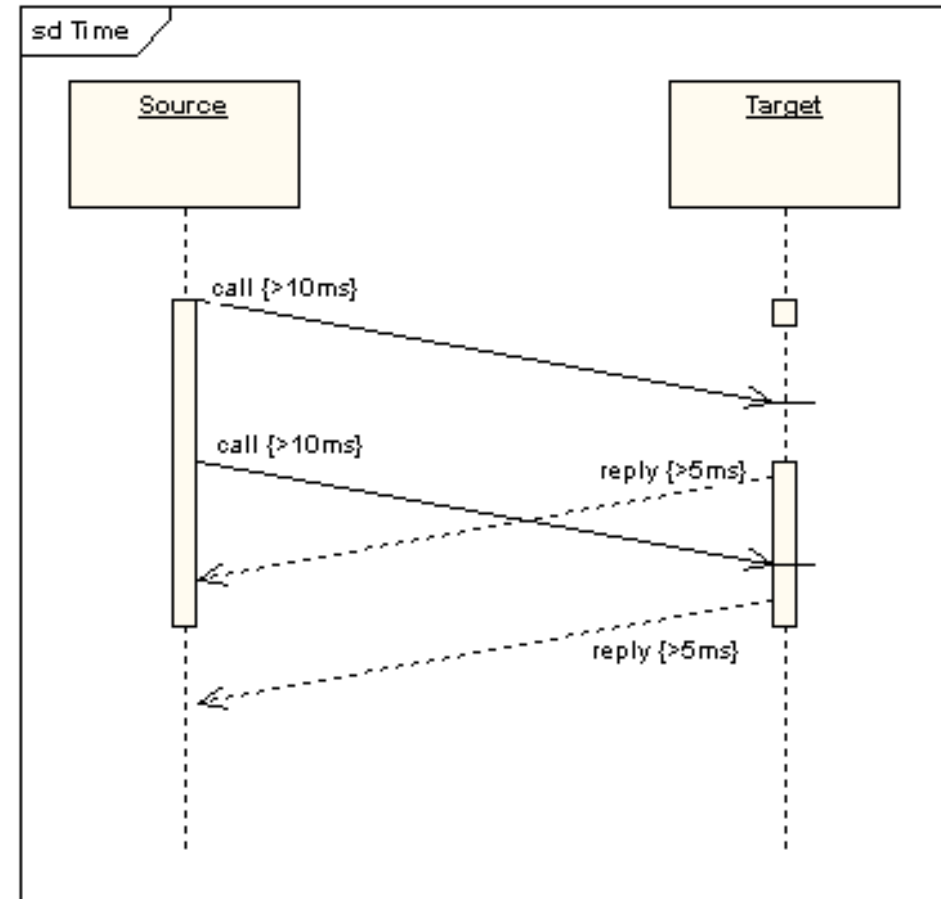 sd Time
Source
Target
call {>10ms}
call {>10ms}
reply {>5ms}
reply {>5ms}